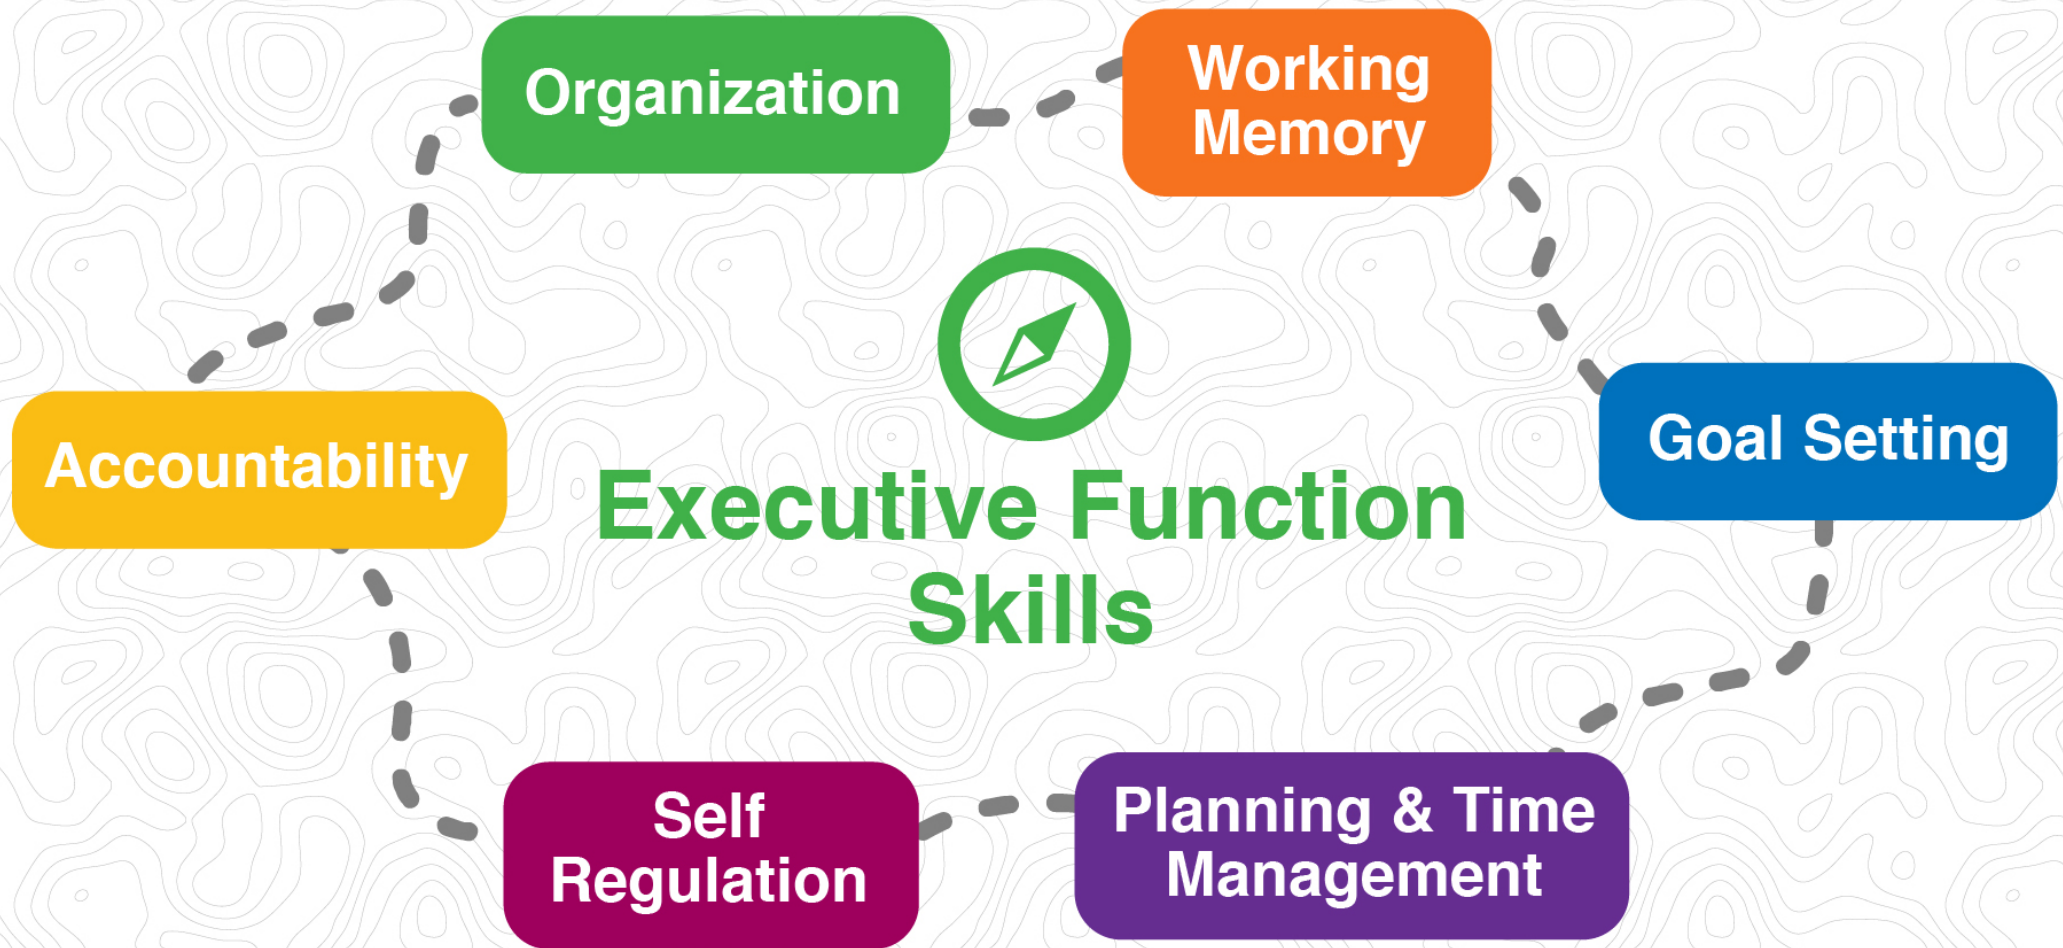 Organization
Working
Memory
Accountability
Goal Setting
Executive Function
Skills
Self
Regulation
Planning & Time
Management